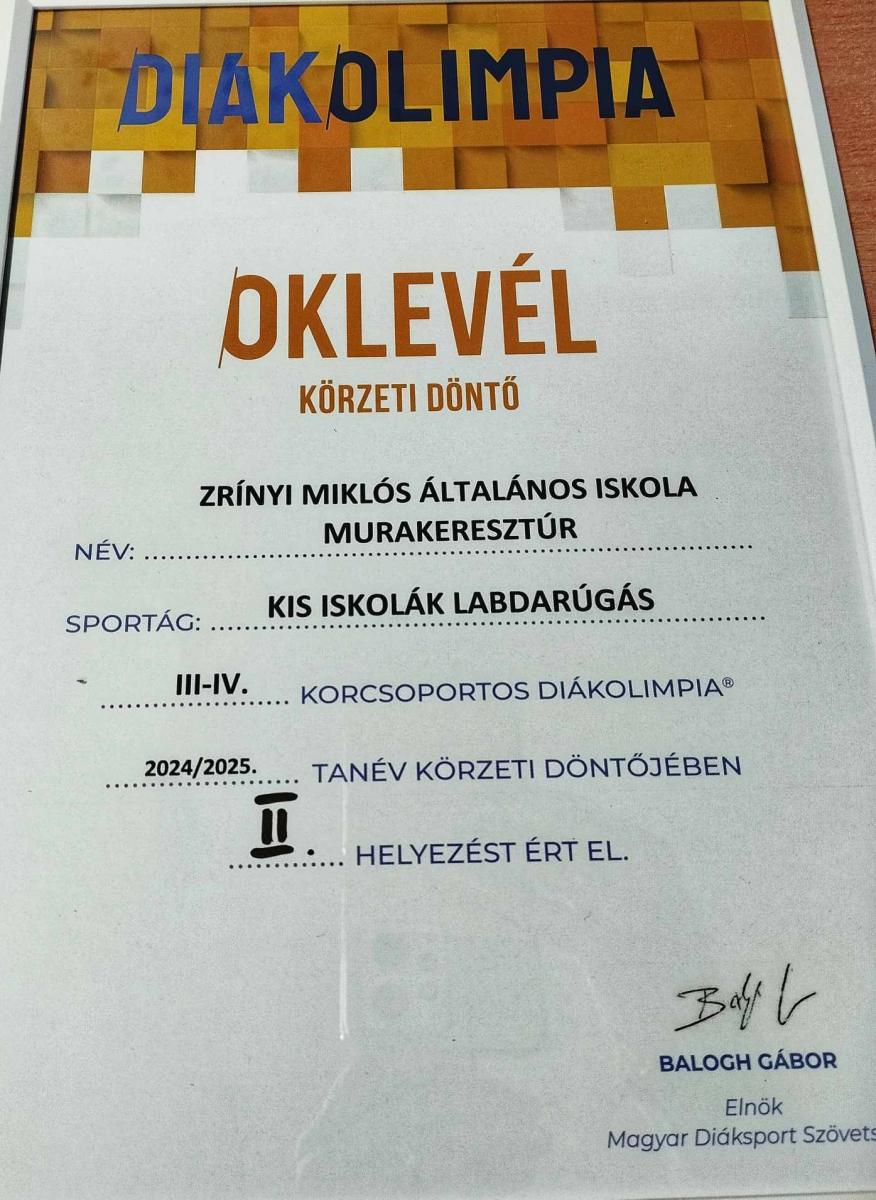 DIÁKOLIMPIA
OKLEVÉL
KÖRZETI DÖNTŐ
ZRÍNYI MIKLÓS ÁLTALÁNOS ISKOLA
NÉV: MURAKERESZTÚR
SPORTÁG: KIS ISKOLÁK LABDARÚGÁS
III-IV. KORCSOPORTOS DIÁKOLIMPIA®
2024/2025. TANÉV KÖRZETI DÖNTŐJÉBEN
II. HELYEZÉST ÉRT EL.
BALOGH GÁBOR
Elnök
Magyar Diáksport Szövets